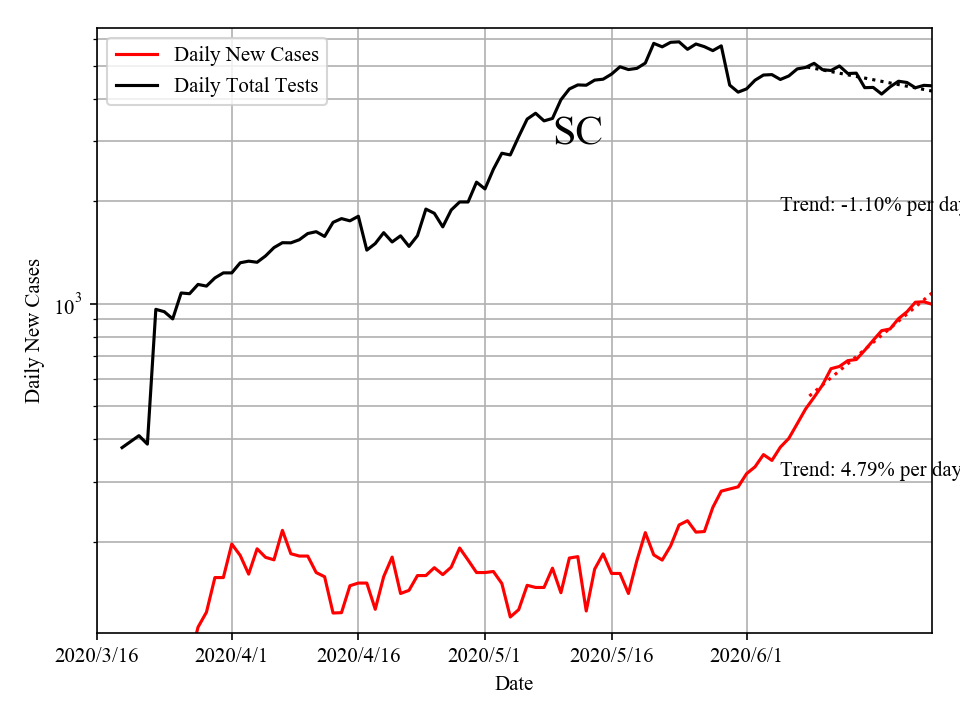 Daily New Cases
Daily Total Tests
SC
Trend: -1.10% per day
10^3
Daily New Cases
Trend: 4.79% per day
2020/3/16 2020/4/1 2020/4/16 2020/5/1 2020/5/16 2020/6/1
Date